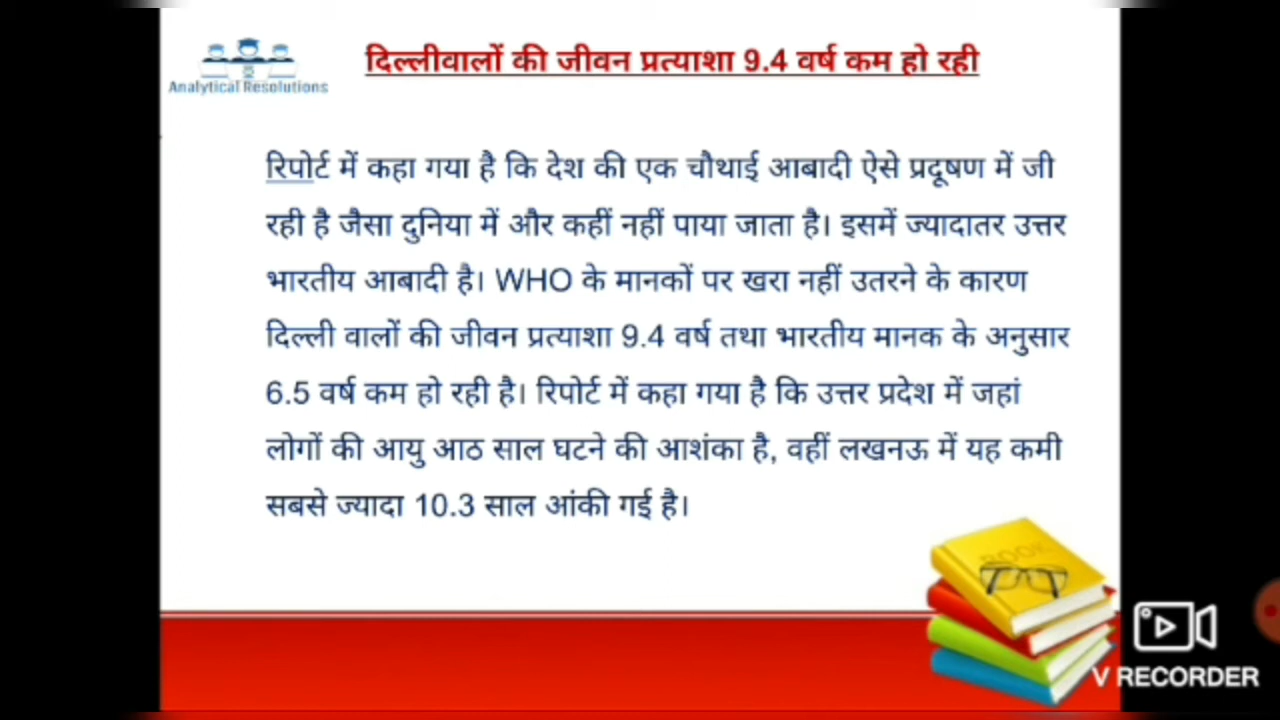 Analytical Resolutions
दिल्लीवालों की जीवन प्रत्याशा 9.4 वर्ष कम हो रही
रिपोर्ट में कहा गया है कि देश की एक चौथाई आबादी ऐसे प्रदूषण में जी
रही है जैसा दुनिया में और कहीं नहीं पाया जाता है। इसमें ज्यादातर उत्तर
भारतीय आबादी है। WHO के मानकों पर खरा नहीं उतरने के कारण
दिल्ली वालों की जीवन प्रत्याशा 9.4 वर्ष तथा भारतीय मानक के अनुसार
6.5 वर्ष कम हो रही है। रिपोर्ट में कहा गया है कि उत्तर प्रदेश में जहां
लोगों की आयु आठ साल घटने की आशंका है, वहीं लखनऊ में यह कमी
सबसे ज्यादा 10.3 साल आंकी गई है।
BOOK
V RECORDER